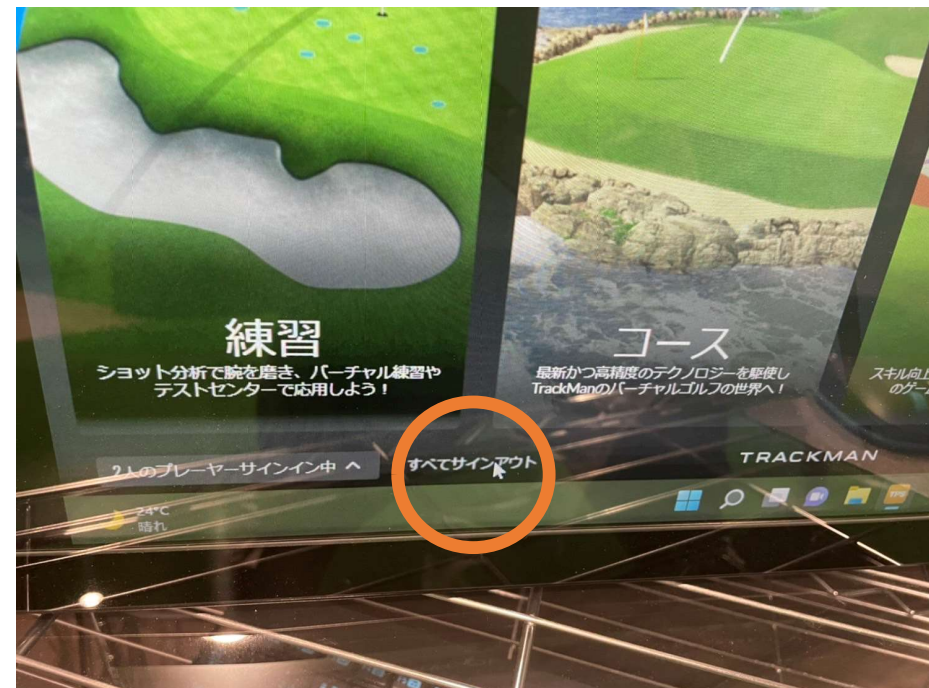 練習
ショット分析で腕を磨き、バーチャル練習や
テストセンターで応用しよう！
コース
最新かつ高精度のテクノロジーを駆使し
TrackManのバーチャルゴルフの世界へ！
スキル向上
のゲー
2人のプレーヤーサインイン中
すべてサインアウト
TRACKMAN
24°C
晴れ